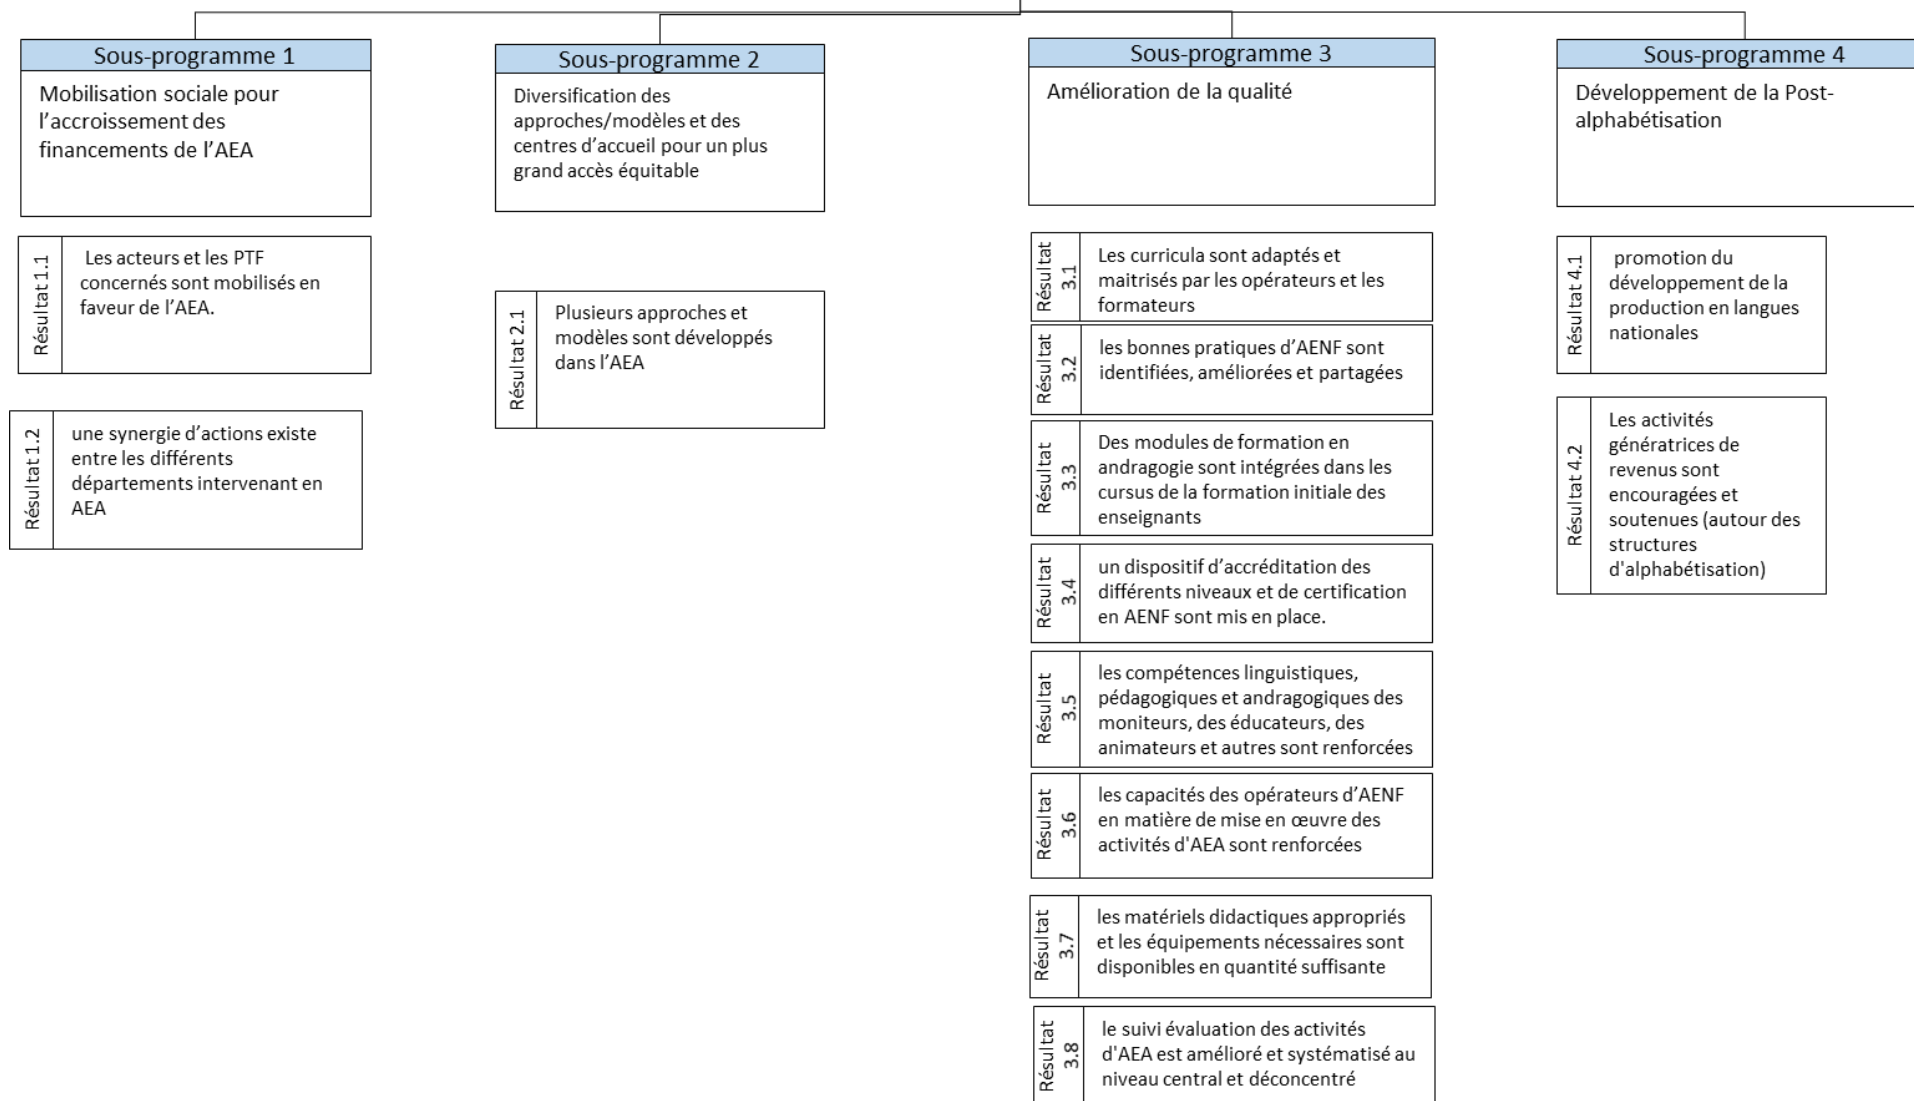 Sous-programme 1
Mobilisation sociale pour
l’accroissement des
financements de l’AEA
Résultat 1.1
Les acteurs et les PTF
concernés sont mobilisés en
faveur de l’AEA.
Résultat 1.2
une synergie d’actions existe
entre les différents
départements intervenant en
AEA
Sous-programme 2
Diversification des
approches/modèles et des
centres d’accueil pour un plus
grand accès équitable
Résultat 2.1
Plusieurs approches et
modèles sont développés
dans l’AEA
Sous-programme 3
Amélioration de la qualité
Résultat
3.1
Les curricula sont adaptés et
maitrisés par les opérateurs et les
formateurs
Résultat
3.2
les bonnes pratiques d’AENF sont
identifiées, améliorées et partagées
Résultat
3.3
Des modules de formation en
andragogie sont intégrées dans les
cursus de la formation initiale des
enseignants
Résultat
3.4
un dispositif d’accréditation des
différents niveaux et de certification
en AENF sont mis en place.
Résultat
3.5
les compétences linguistiques,
pédagogiques et andragogiques des
moniteurs, des éducateurs, des
animateurs et autres sont renforcées
Résultat
3.6
les capacités des opérateurs d’AENF
en matière de mise en œuvre des
activités d'AEA sont renforcées
Résultat
3.7
les matériels didactiques appropriés
et les équipements nécessaires sont
disponibles en quantité suffisante
Résultat
3.8
le suivi évaluation des activités
d'AEA est amélioré et systématisé au
niveau central et déconcentré
Sous-programme 4
Développement de la Post-
alphabétisation
Résultat 4.1
promotion du
développement de la
production en langues
nationales
Résultat 4.2
Les activités
génératrices de
revenus sont
encouragées et
soutenues (autour des
structures
d'alphabétisation)